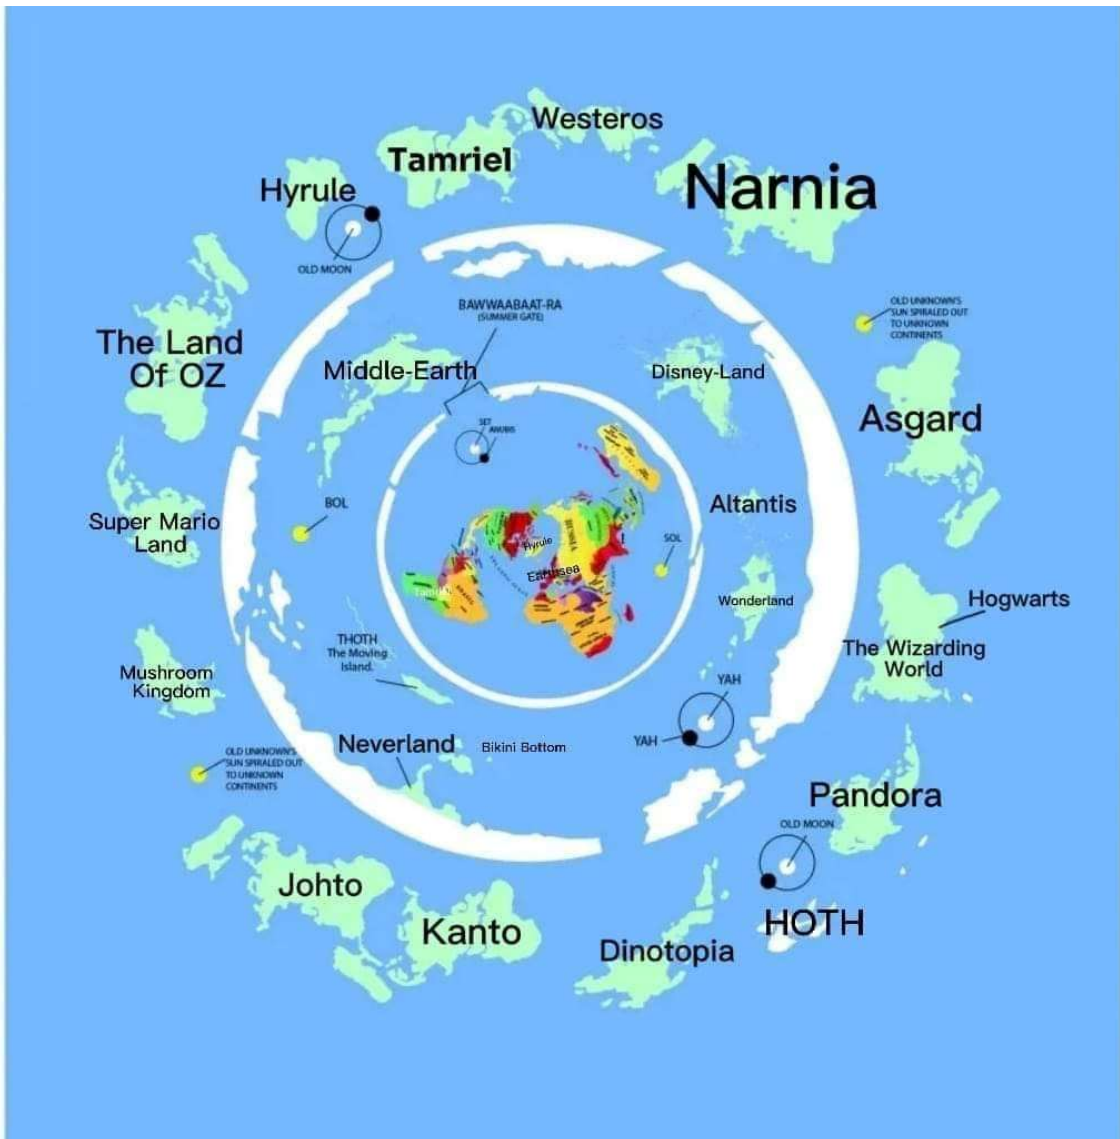 Westeros
Tamriel
Narnia
Hyrule
OLD MOON
BAWWAABAAT-RA
(SUMMER GATE)
OLD UNKNOWN'S
SUN SPIRALED OUT
TO UNKNOWN
CONTINENTS
The Land
Of OZ
Middle-Earth
Disney-Land
Asgard
SET
ANUBIS
BOL
Altantis
Super Mario
Land
RUSSIA
Hyrule
SOL
Earthsea
Tamriel
BRAZIL
Wonderland
Hogwarts
THOTH
The Moving
Island.
The Wizarding
World
Mushroom
Kingdom
YAH
YAH
Neverland
Bikini Bottom
OLD UNKNOWN'S
SUN SPIRALED OUT
TO UNKNOWN
CONTINENTS
Pandora
OLD MOON
Johto
Kanto
HOTH
Dinotopia